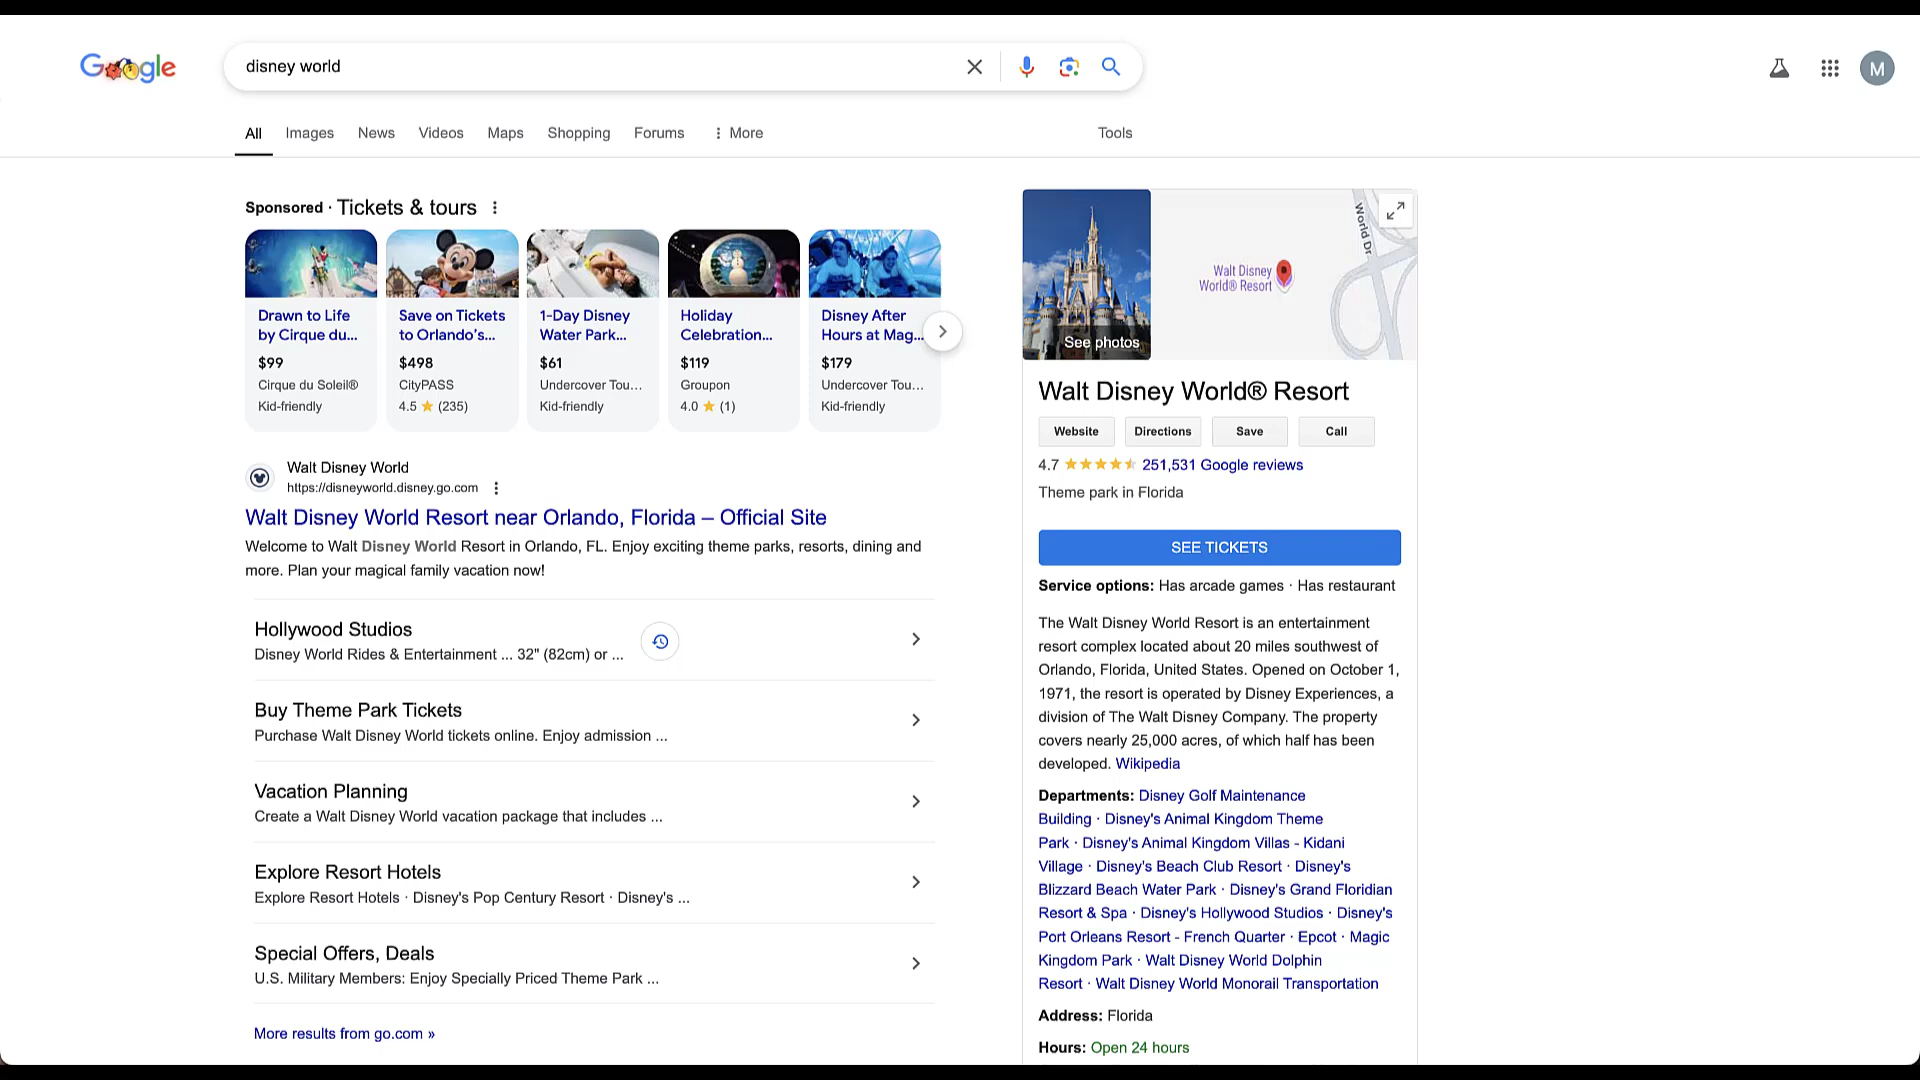 Google
disney world
M
All
Images
News
Videos
Maps
Shopping
Forums
More
Tools
Sponsored · Tickets & tours
Drawn to Life
by Cirque du...
$99
Cirque du Soleil®
Kid-friendly
Save on Tickets
to Orlando's...
$498
CityPASS
4.5 ★ (235)
1-Day Disney
Water Park...
$61
Undercover Tou...
Kid-friendly
Holiday
Celebration...
$119
Groupon
4.0 ★ (1)
Disney After
Hours at Mag...
$179
Undercover Tou...
Kid-friendly
Walt Disney World
https://disneyworld.disney.go.com
Walt Disney World Resort near Orlando, Florida – Official Site
Welcome to Walt Disney World Resort in Orlando, FL. Enjoy exciting theme parks, resorts, dining and
more. Plan your magical family vacation now!
Hollywood Studios
Disney World Rides & Entertainment ... 32" (82cm) or ...
Buy Theme Park Tickets
Purchase Walt Disney World tickets online. Enjoy admission ...
Vacation Planning
Create a Walt Disney World vacation package that includes ...
Explore Resort Hotels
Explore Resort Hotels · Disney's Pop Century Resort · Disney's ...
Special Offers, Deals
U.S. Military Members: Enjoy Specially Priced Theme Park ...
More results from go.com »
See photos
Walt Disney
World® Resort
World Dr
Walt Disney World® Resort
Website
Directions
Save
Call
4.7 ★★★★★ 251,531 Google reviews
Theme park in Florida
SEE TICKETS
Service options: Has arcade games · Has restaurant
The Walt Disney World Resort is an entertainment
resort complex located about 20 miles southwest of
Orlando, Florida, United States. Opened on October 1,
1971, the resort is operated by Disney Experiences, a
division of The Walt Disney Company. The property
covers nearly 25,000 acres, of which half has been
developed. Wikipedia
Departments: Disney Golf Maintenance
Building · Disney's Animal Kingdom Theme
Park · Disney's Animal Kingdom Villas - Kidani
Village · Disney's Beach Club Resort · Disney's
Blizzard Beach Water Park · Disney's Grand Floridian
Resort & Spa · Disney's Hollywood Studios · Disney's
Port Orleans Resort - French Quarter · Epcot · Magic
Kingdom Park · Walt Disney World Dolphin
Resort · Walt Disney World Monorail Transportation
Address: Florida
Hours: Open 24 hours